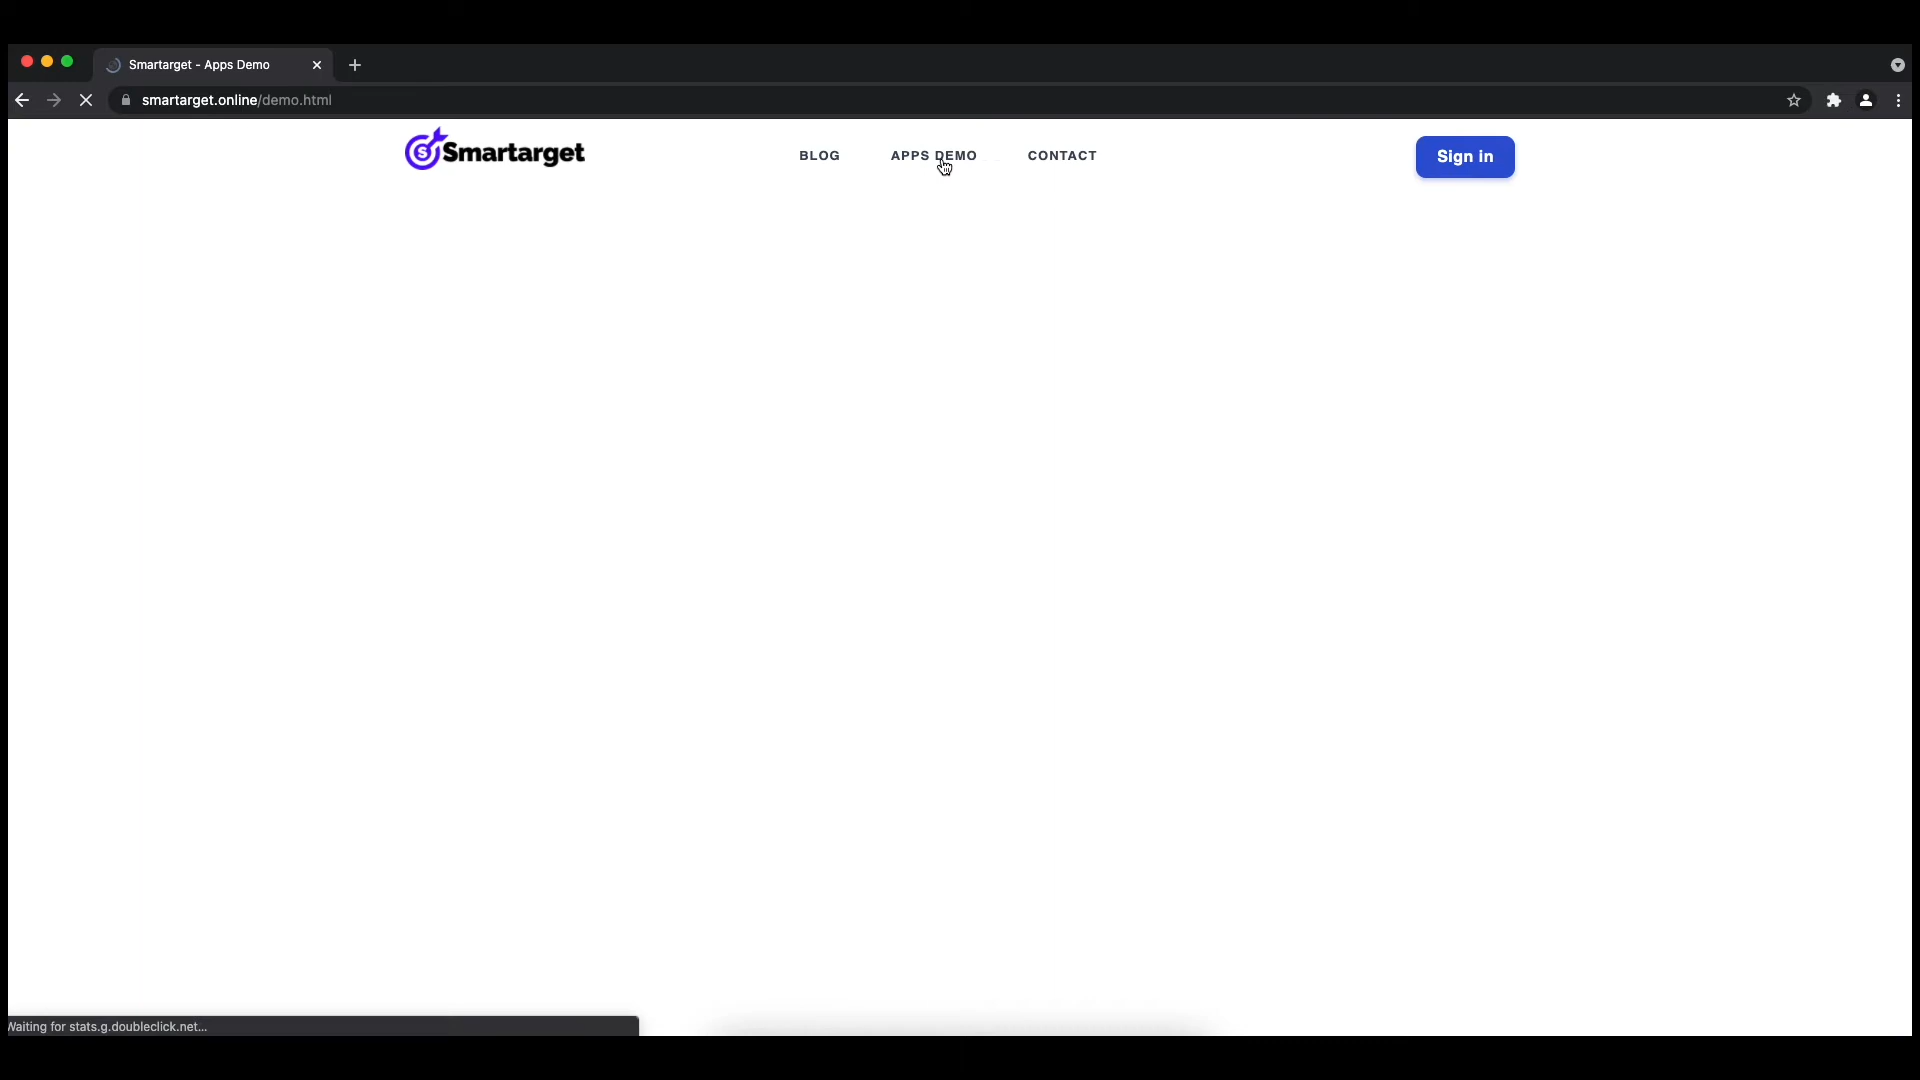 Smartarget - Apps Demo
smartarget.online/demo.html
Smartarget
BLOG
APPS DEMO
CONTACT
Sign in
Waiting for stats.g.doubleclick.net...